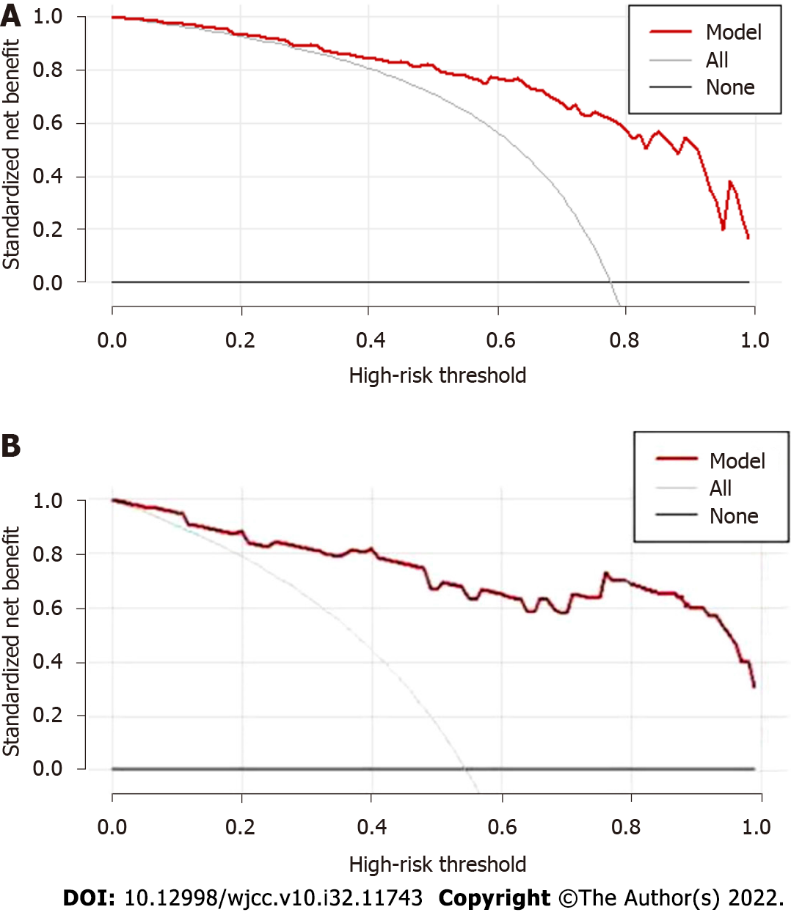 A
Model
All
None
Standardized net benefit
1.0
0.8
0.6
0.4
0.2
0.0
0.0 0.2 0.4 0.6 0.8 1.0
High-risk threshold
B
Model
All
None
Standardized net benefit
1.0
0.8
0.6
0.4
0.2
0.0
0.0 0.2 0.4 0.6 0.8 1.0
High-risk threshold
DOI: 10.12998/wjcc.v10.i32.11743 Copyright ©The Author(s) 2022.